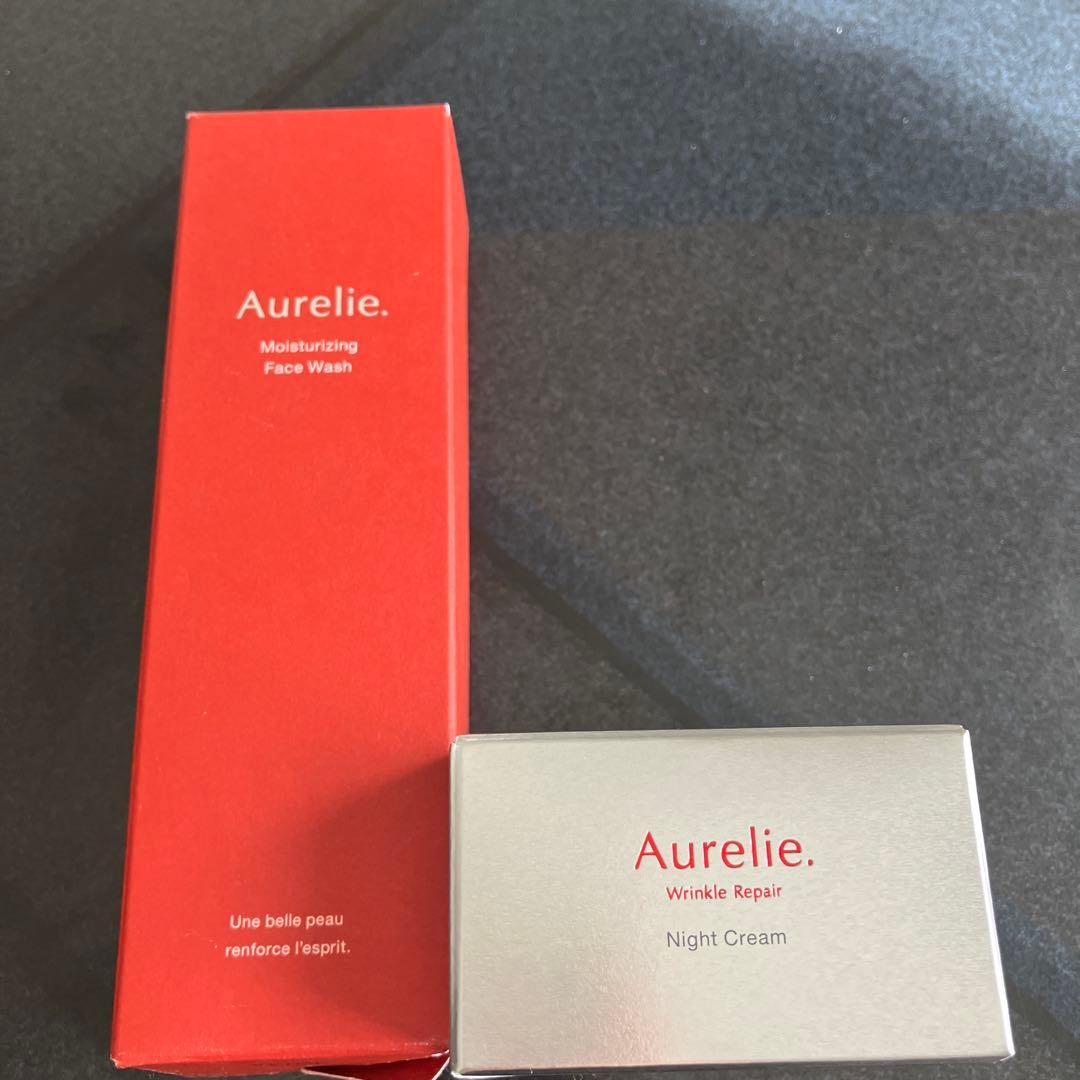 Aurelie.
Moisturizing
Face Wash
Une belle peau
renforce l'esprit.
Aurelie.
Wrinkle Repair
Night Cream